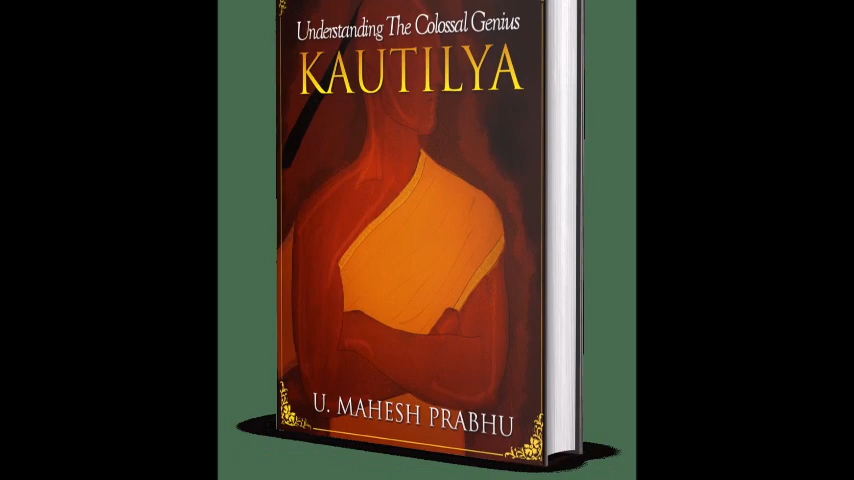 Understanding The Colossal Genius
KAUTILYA
U. MAHESH PRABHU